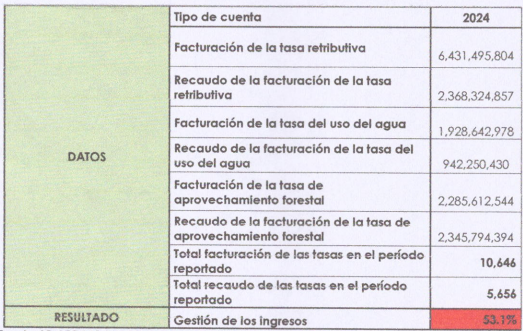 Tipo de cuenta 2024
Facturación de la tasa retributiva
6,431,495,804
Recaudo de la facturación de la tasa
retributiva
2,368,324,857
Facturación de la tasa del uso del agua
1,928,642,978
DATOS
Recaudo de la facturación de la tasa del
uso del agua
942,250,430
Facturación de la tasa de
aprovechamiento forestal
2,285,612,544
Recaudo de la facturación de la tasa de
aprovechamiento forestal
2,345,794,394
Total facturación de las tasas en el período
reportado
10,646
Total recaudo de las tasas en el período
reportado
5,656
RESULTADO Gestión de los ingresos 53.1%